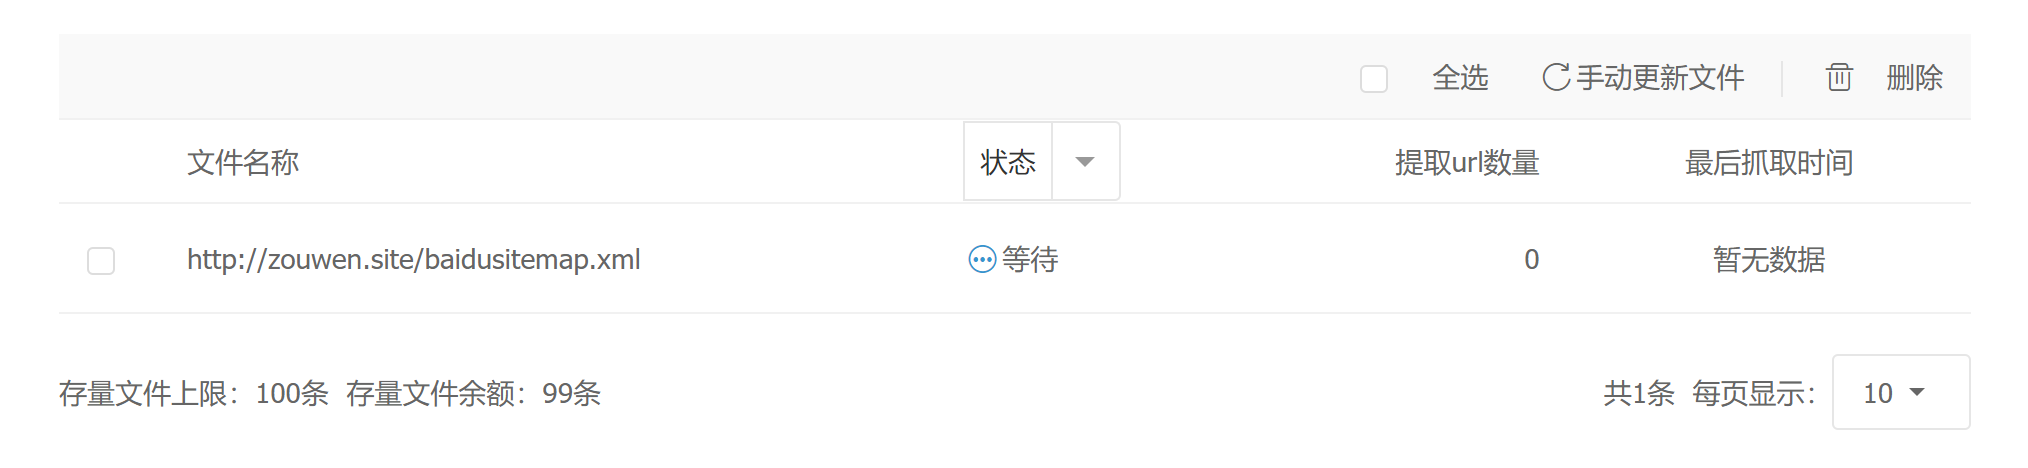 全选 手动更新文件 删除
文件名称 状态 提取url数量 最后抓取时间
http://zouwen.site/baidusitemap.xml 等待 0 暂无数据
存量文件上限：100条 存量文件余额：99条 共1条 每页显示： 10